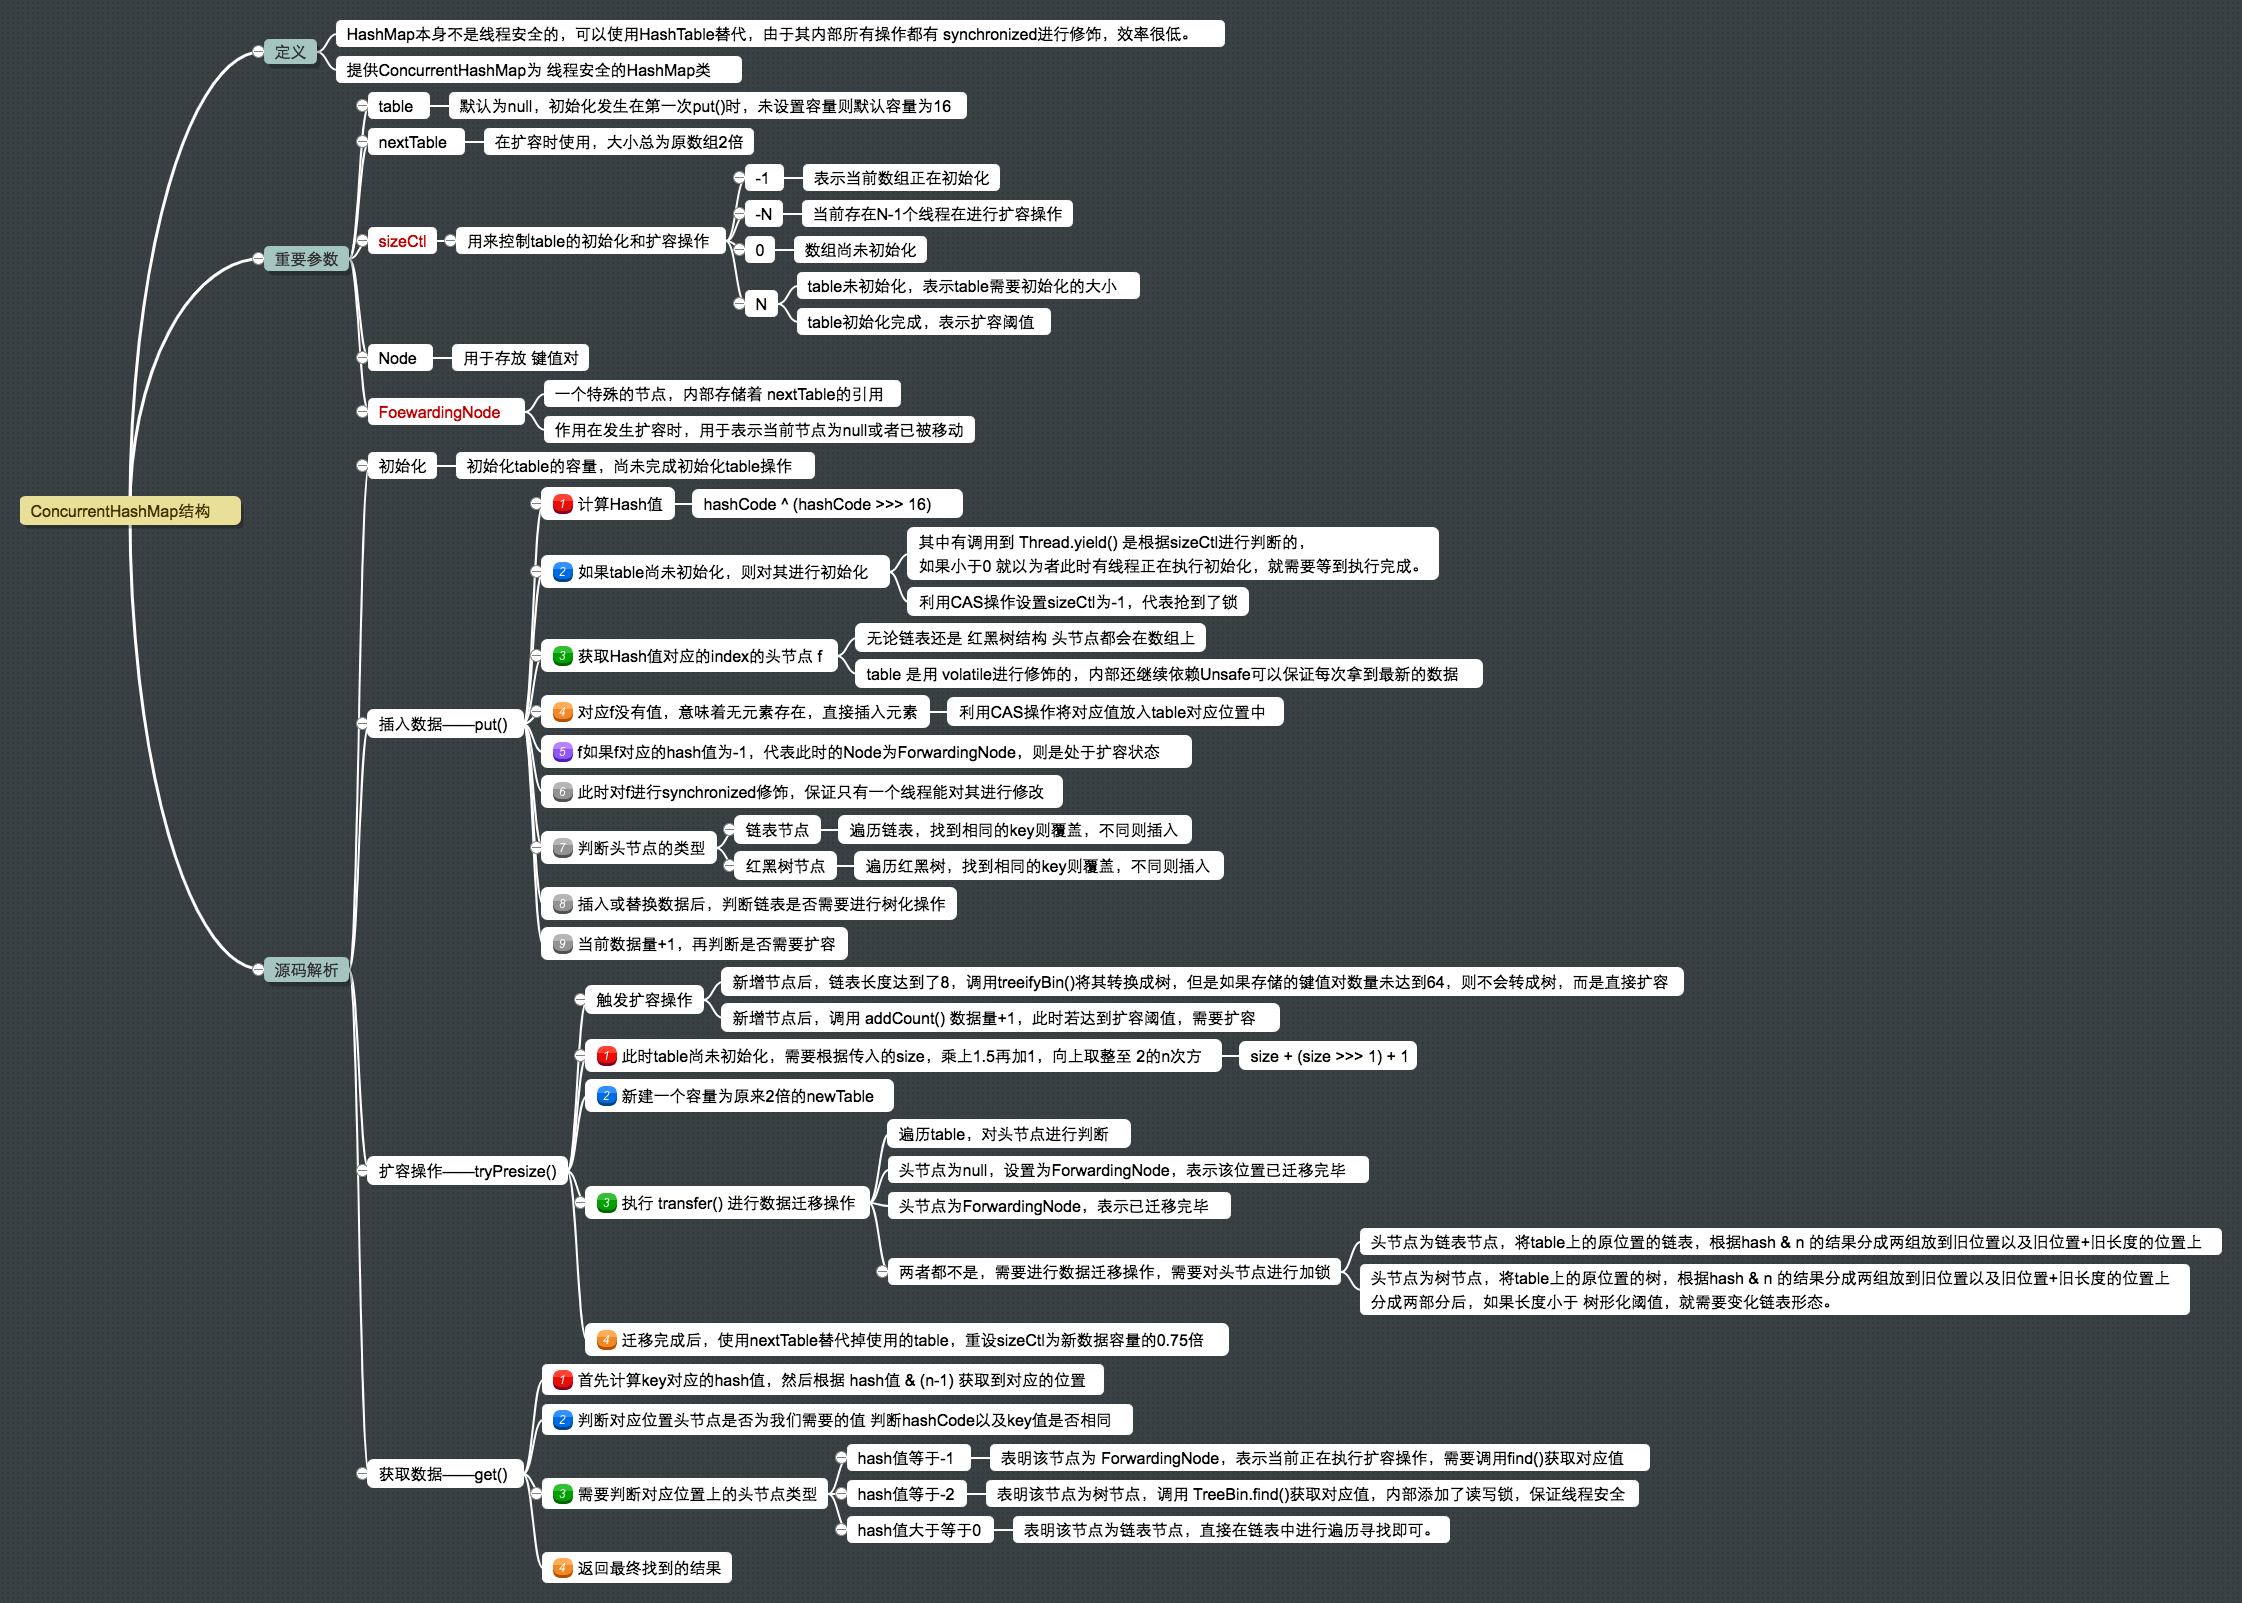 ConcurrentHashMap结构
定义
HashMap本身不是线程安全的，可以使用HashTable替代，由于其内部所有操作都有 synchronized进行修饰，效率很低。
提供ConcurrentHashMap为 线程安全的HashMap类
重要参数
table
默认为null，初始化发生在第一次put()时，未设置容量则默认容量为16
nextTable
在扩容时使用，大小总为原数组2倍
sizeCtl
用来控制table的初始化和扩容操作
-1
表示当前数组正在初始化
-N
当前存在N-1个线程在进行扩容操作
0
数组尚未初始化
N
table未初始化，表示table需要初始化的大小
table初始化完成，表示扩容阈值
Node
用于存放 键值对
FoewardingNode
一个特殊的节点，内部存储着 nextTable的引用
作用在发生扩容时，用于表示当前节点为null或者已被移动
源码解析
初始化
初始化table的容量，尚未完成初始化table操作
插入数据——put()
1 计算Hash值
hashCode ^ (hashCode >>> 16)
2 如果table尚未初始化，则对其进行初始化
其中有调用到 Thread.yield() 是根据sizeCtl进行判断的，
如果小于0 就以为者此时有线程正在执行初始化，就需要等到执行完成。
利用CAS操作设置sizeCtl为-1，代表抢到了锁
3 获取Hash值对应的index的头节点 f
无论链表还是 红黑树结构 头节点都会在数组上
table 是用 volatile进行修饰的，内部还继续依赖Unsafe可以保证每次拿到最新的数据
4 对应f没有值，意味着无元素存在，直接插入元素
利用CAS操作将对应值放入table对应位置中
5 f如果f对应的hash值为-1，代表此时的Node为ForwardingNode，则是处于扩容状态
6 此时对f进行synchronized修饰，保证只有一个线程能对其进行修改
7 判断头节点的类型
链表节点
遍历链表，找到相同的key则覆盖，不同则插入
红黑树节点
遍历红黑树，找到相同的key则覆盖，不同则插入
8 插入或替换数据后，判断链表是否需要进行树化操作
9 当前数据量+1，再判断是否需要扩容
扩容操作——tryPresize()
触发扩容操作
新增节点后，链表长度达到了8，调用treeifyBin()将其转换成树，但是如果存储的键值对数量未达到64，则不会转成树，而是直接扩容
新增节点后，调用 addCount() 数据量+1，此时若达到扩容阈值，需要扩容
1 此时table尚未初始化，需要根据传入的size，乘上1.5再加1，向上取整至 2的n次方
size + (size >>> 1) + 1
2 新建一个容量为原来2倍的newTable
3 执行 transfer() 进行数据迁移操作
遍历table，对头节点进行判断
头节点为null，设置为ForwardingNode，表示该位置已迁移完毕
头节点为ForwardingNode，表示已迁移完毕
两者都不是，需要进行数据迁移操作，需要对头节点进行加锁
头节点为链表节点，将table上的原位置的链表，根据hash & n 的结果分成两组放到旧位置以及旧位置+旧长度的位置上
头节点为树节点，将table上的原位置的树，根据hash & n 的结果分成两组放到旧位置以及旧位置+旧长度的位置上
分成两部分后，如果长度小于 树形化阈值，就需要变化链表形态。
4 迁移完成后，使用nextTable替代掉使用的table，重设sizeCtl为新数据容量的0.75倍
获取数据——get()
1 首先计算key对应的hash值，然后根据 hash值 & (n-1) 获取到对应的位置
2 判断对应位置头节点是否为我们需要的值 判断hashCode以及key值是否相同
3 需要判断对应位置上的头节点类型
hash值等于-1
表明该节点为 ForwardingNode，表示当前正在执行扩容操作，需要调用find()获取对应值
hash值等于-2
表明该节点为树节点，调用 TreeBin.find()获取对应值，内部添加了读写锁，保证线程安全
hash值大于等于0
表明该节点为链表节点，直接在链表中进行遍历寻找即可。
4 返回最终找到的结果